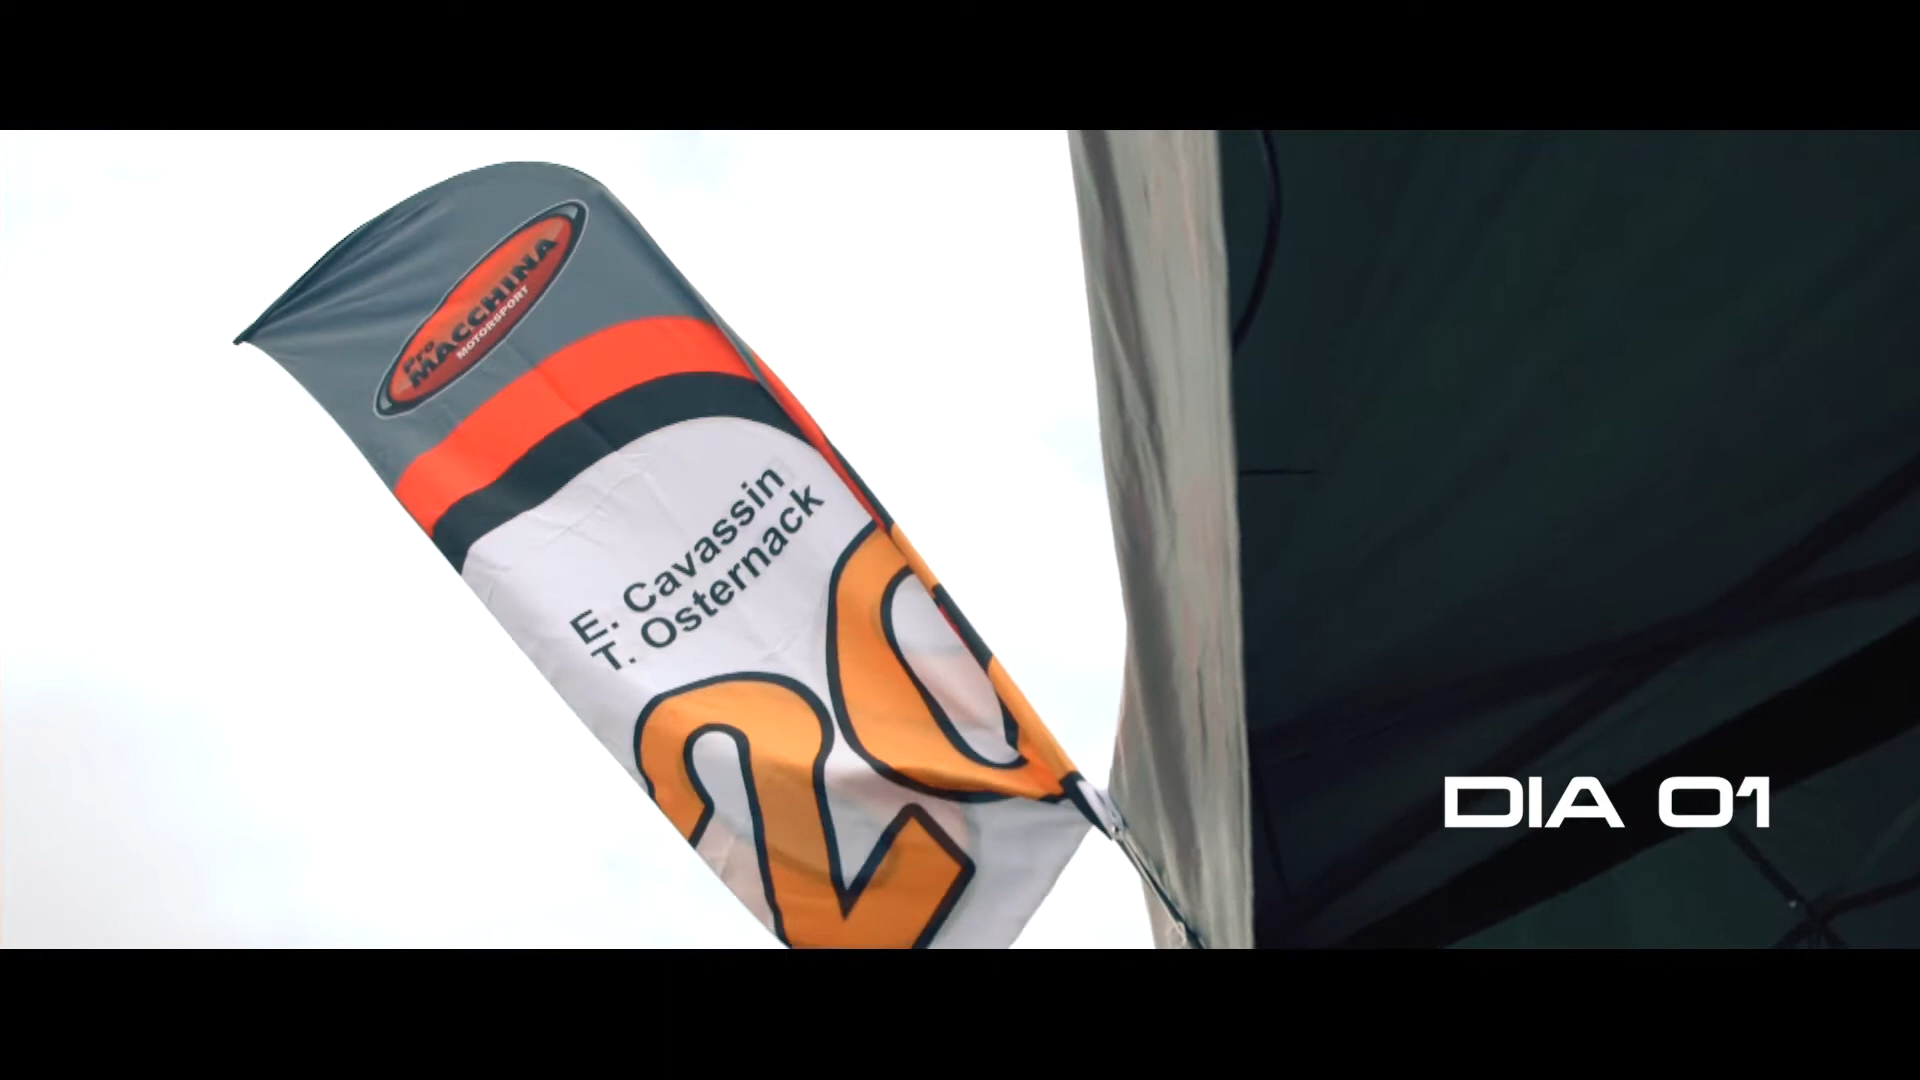 Pro
MACCHINA
MOTORSPORT
E. Cavassin
T. Osternack
20
DIA 01